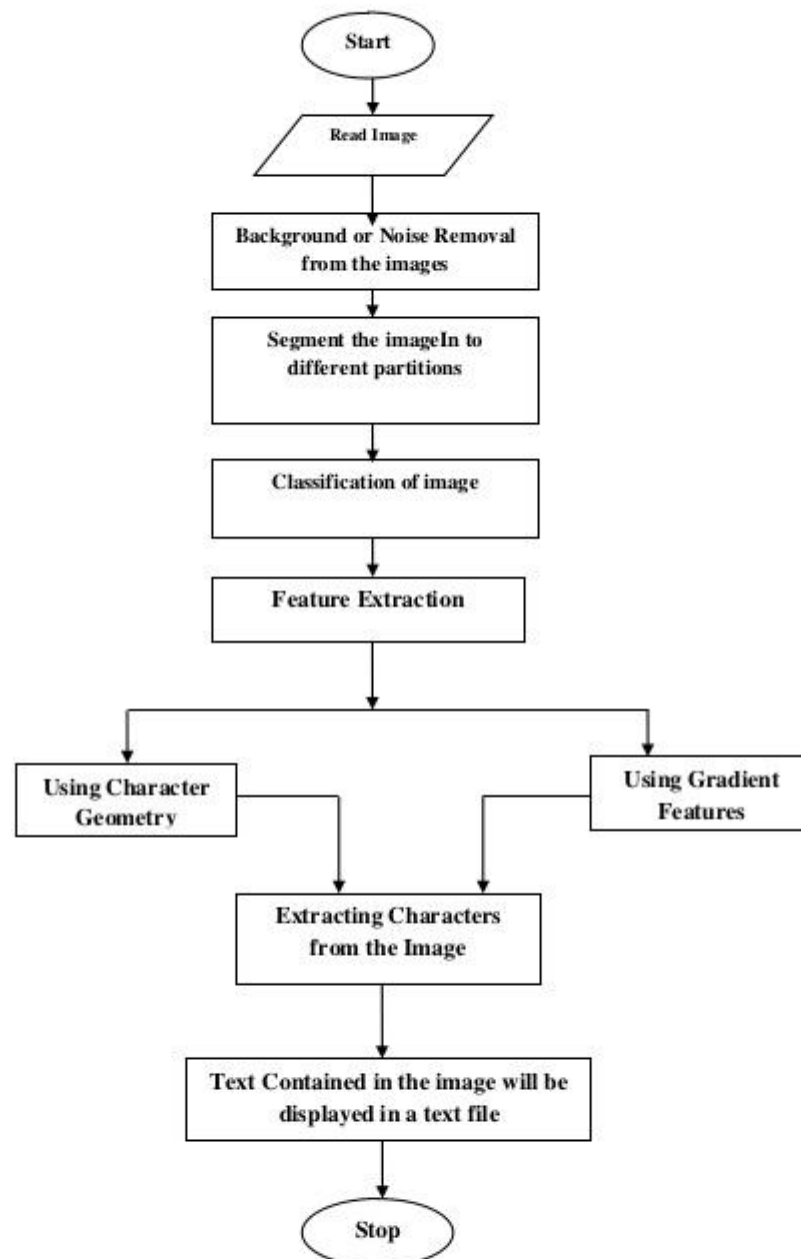 Start
Read Image
Background or Noise Removal
from the images
Segment the imageIn to
different partitions
Classification of image
Feature Extraction
Using Character
Geometry
Using Gradient
Features
Extracting Characters
from the Image
Text Contained in the image will be
displayed in a text file
Stop